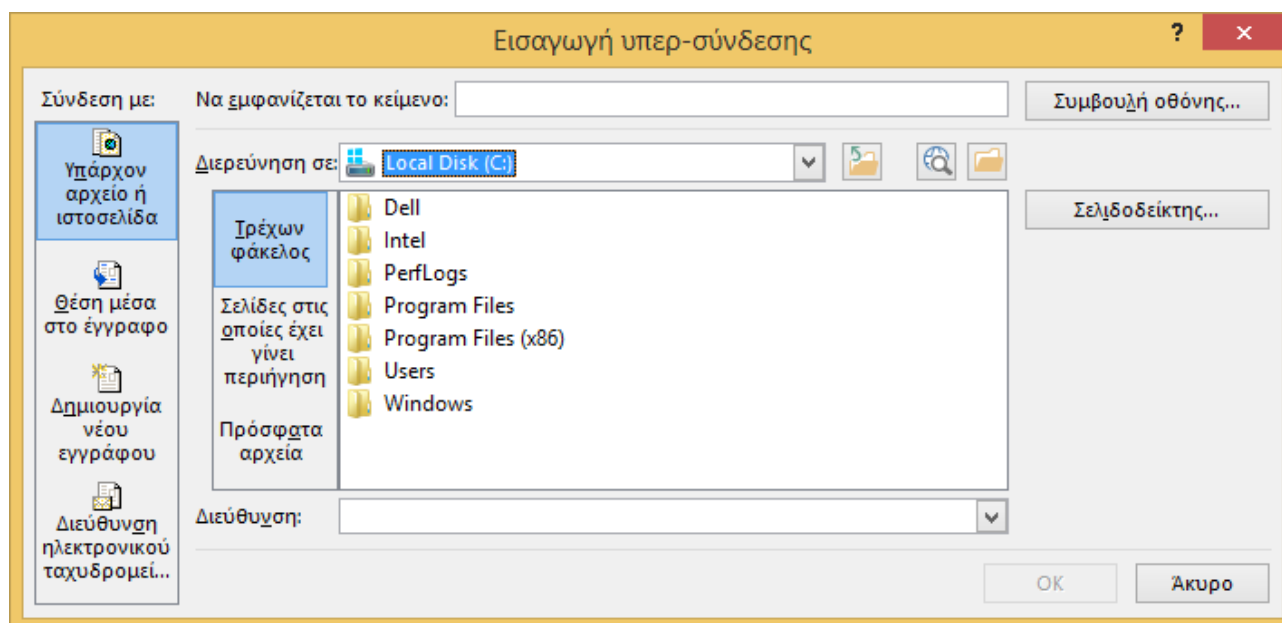 Εισαγωγή υπερ-σύνδεσης
?
Σύνδεση με:
Να εμφανίζεται το κείμενο:
Συμβουλή οθόνης...
Υπάρχον
αρχείο ή
ιστοσελίδα
Θέση μέσα
στο έγγραφο
Δημιουργία
νέου
εγγράφου
Διεύθυνση
ηλεκτρονικού
ταχυδρομεί...
Διερεύνηση σε:
Local Disk (C:)
Τρέχων
φάκελος
Σελίδες στις
οποίες έχει
γίνει
περιήγηση
Πρόσφατα
αρχεία
Dell
Intel
PerfLogs
Program Files
Program Files (x86)
Users
Windows
Σελιδοδείκτης...
Διεύθυνση:
OK
Άκυρο